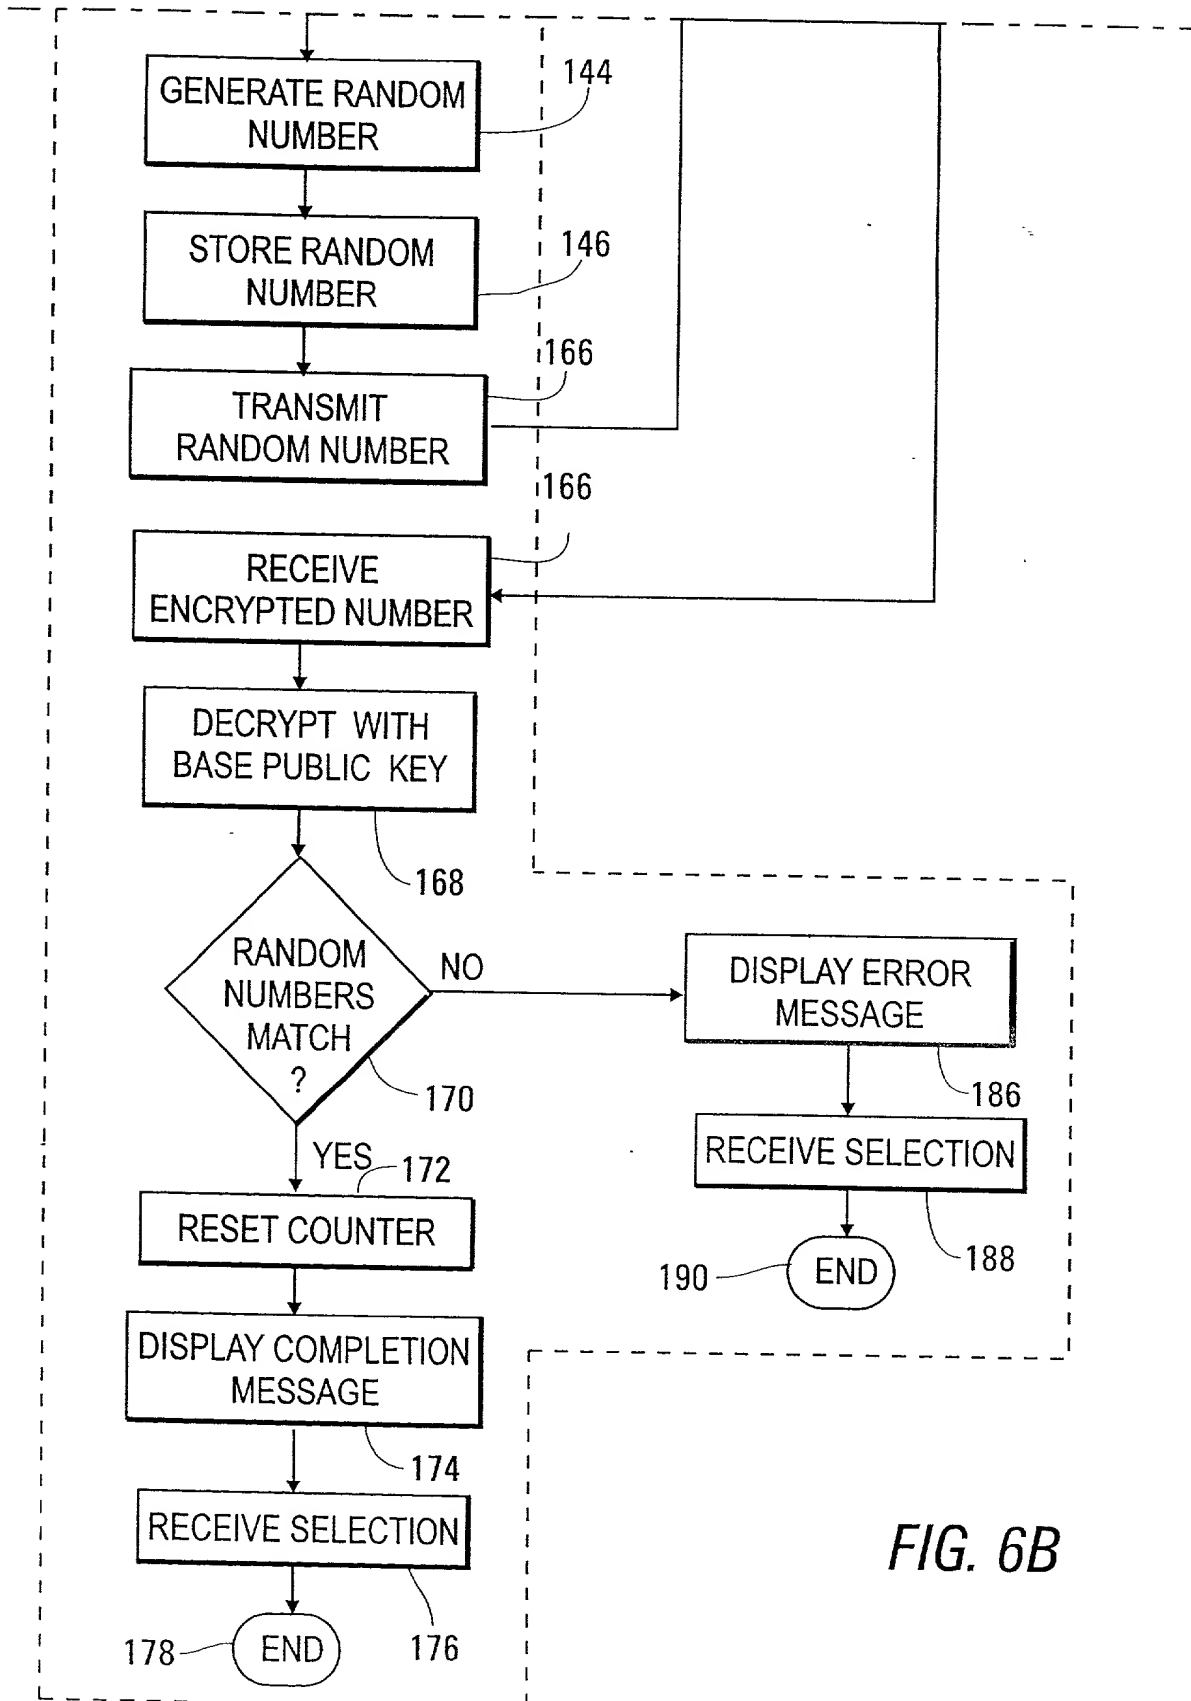 GENERATE RANDOM
NUMBER
144
STORE RANDOM
NUMBER
146
166
TRANSMIT
RANDOM NUMBER
166
RECEIVE
ENCRYPTED NUMBER
DECRYPT WITH
BASE PUBLIC KEY
168
RANDOM
NUMBERS
MATCH
?
170
NO
DISPLAY ERROR
MESSAGE
186
RECEIVE SELECTION
188
190
END
YES
172
RESET COUNTER
DISPLAY COMPLETION
MESSAGE
174
RECEIVE SELECTION
176
178
END
FIG. 6B